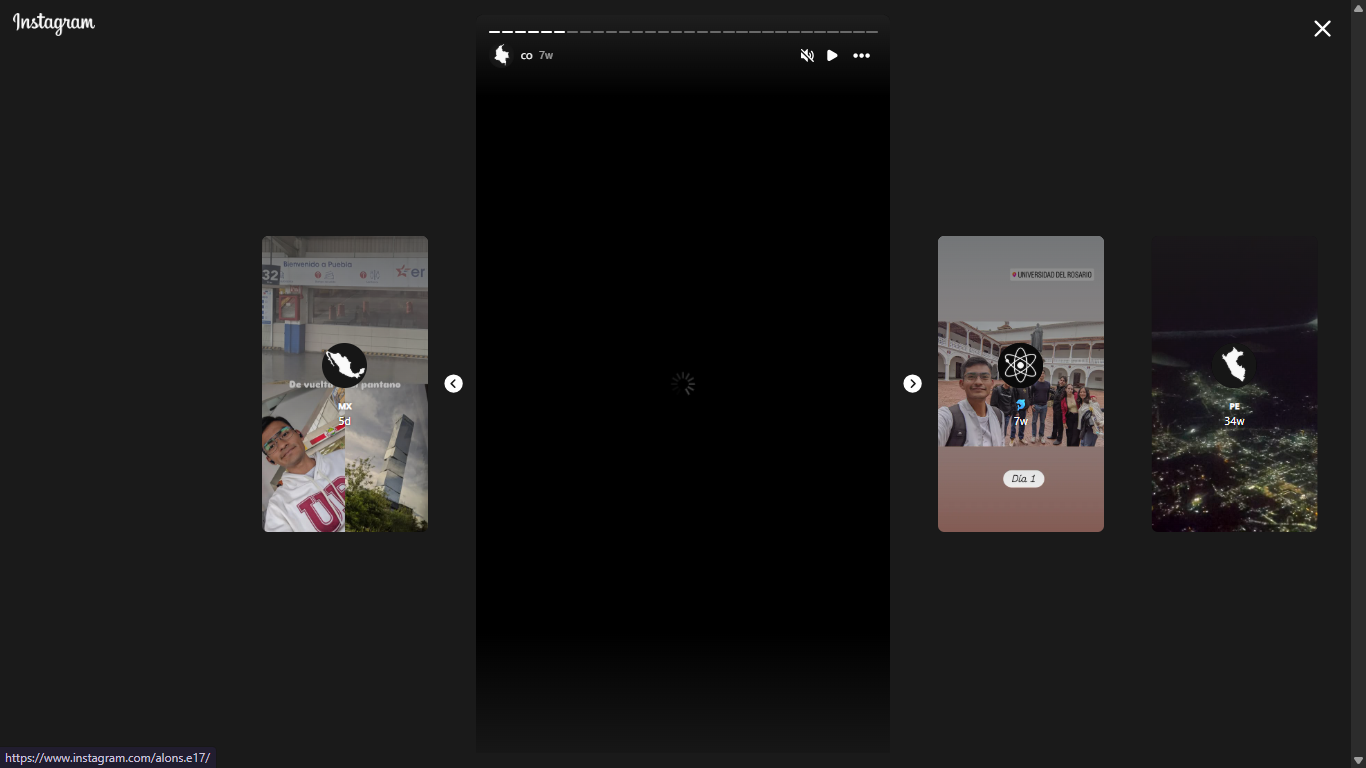 Instagram
co 7w
Bienvenido a Puebla
32
er
De vuelta
pantano
MX
5d
UNIVERSIDAD DEL ROSARIO
7w
Día 1
PE
34w
https://www.instagram.com/alons.e17/